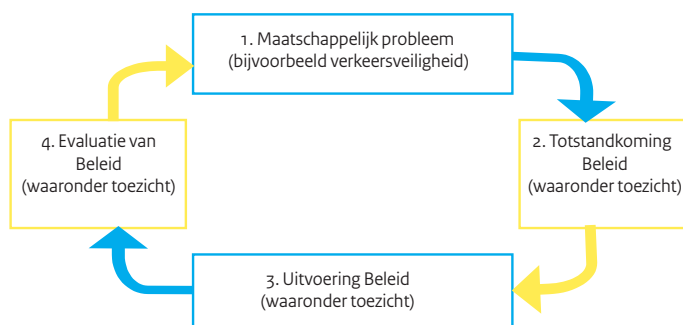 1. Maatschappelijk probleem
(bijvoorbeeld verkeersveiligheid)
2. Totstandkoming
Beleid
(waaronder toezicht)
3. Uitvoering Beleid
(waaronder toezicht)
4. Evaluatie van
Beleid
(waaronder toezicht)